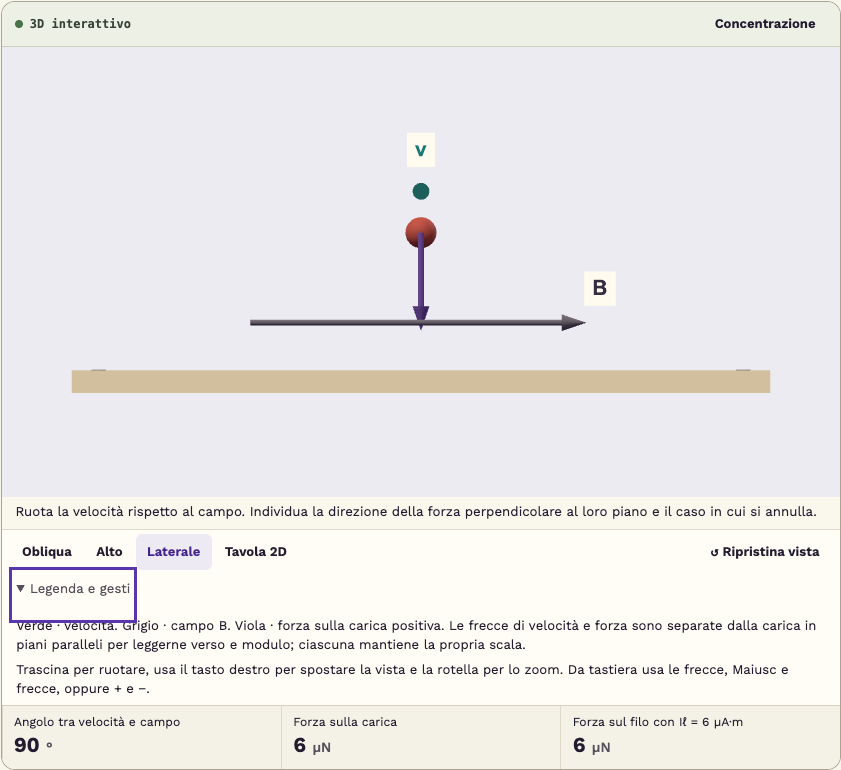 3D interattivo
Concentrazione
v
B
Ruota la velocità rispetto al campo. Individua la direzione della forza perpendicolare al loro piano e il caso in cui si annulla.
Obliqua Alto Laterale Tavola 2D
↺ Ripristina vista
▼ Legenda e gesti
Verde · velocità. Grigio · campo B. Viola · forza sulla carica positiva. Le frecce di velocità e forza sono separate dalla carica in
piani paralleli per leggerne verso e modulo; ciascuna mantiene la propria scala.
Trascina per ruotare, usa il tasto destro per spostare la vista e la rotella per lo zoom. Da tastiera usa le frecce, Maiusc e
frecce, oppure + e −.
Angolo tra velocità e campo
90 °
Forza sulla carica
6 µN
Forza sul filo con Iℓ = 6 µA·m
6 µN